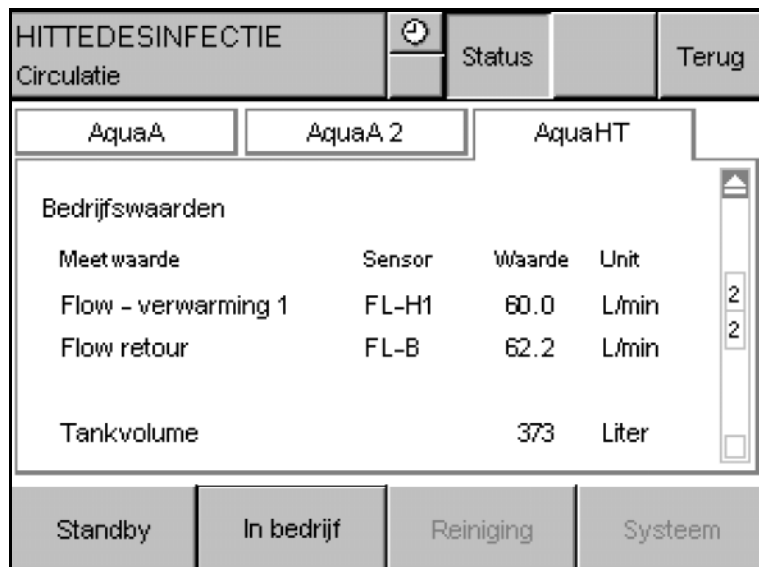 HITTEDESINFECTIE
Circulatie
Status
Terug
AquaA
AquaA 2
AquaHT
Bedrijfswaarden
Meetwaarde Sensor Waarde Unit
Flow - verwarming 1 FL-H1 60.0 L/min
Flow retour FL-B 62.2 L/min
2
2
Tankvolume 373 Liter
Standby
In bedrijf
Reiniging
Systeem